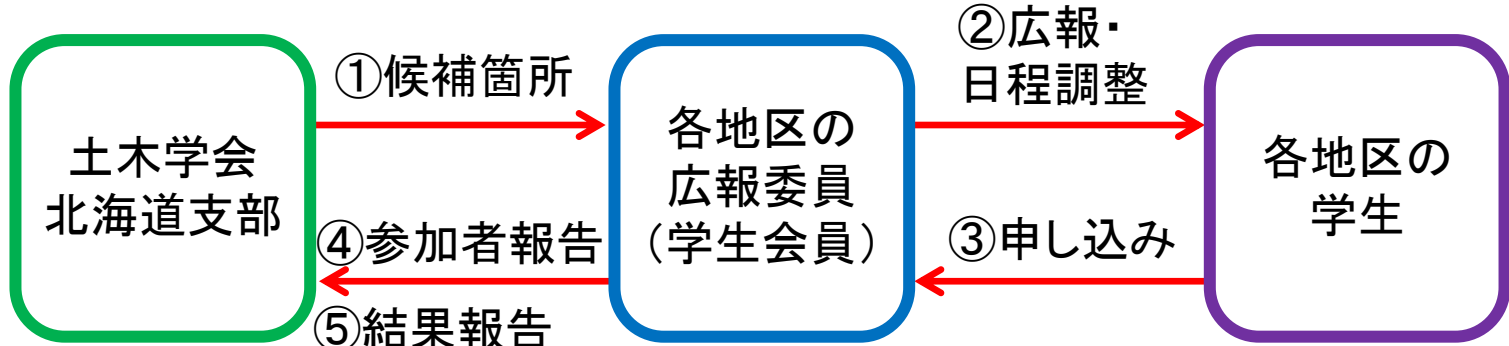 土木学会
北海道支部
①候補箇所
④参加者報告
⑤結果報告
各地区の
広報委員
（学生会員）
②広報・
日程調整
③申し込み
各地区の
学生